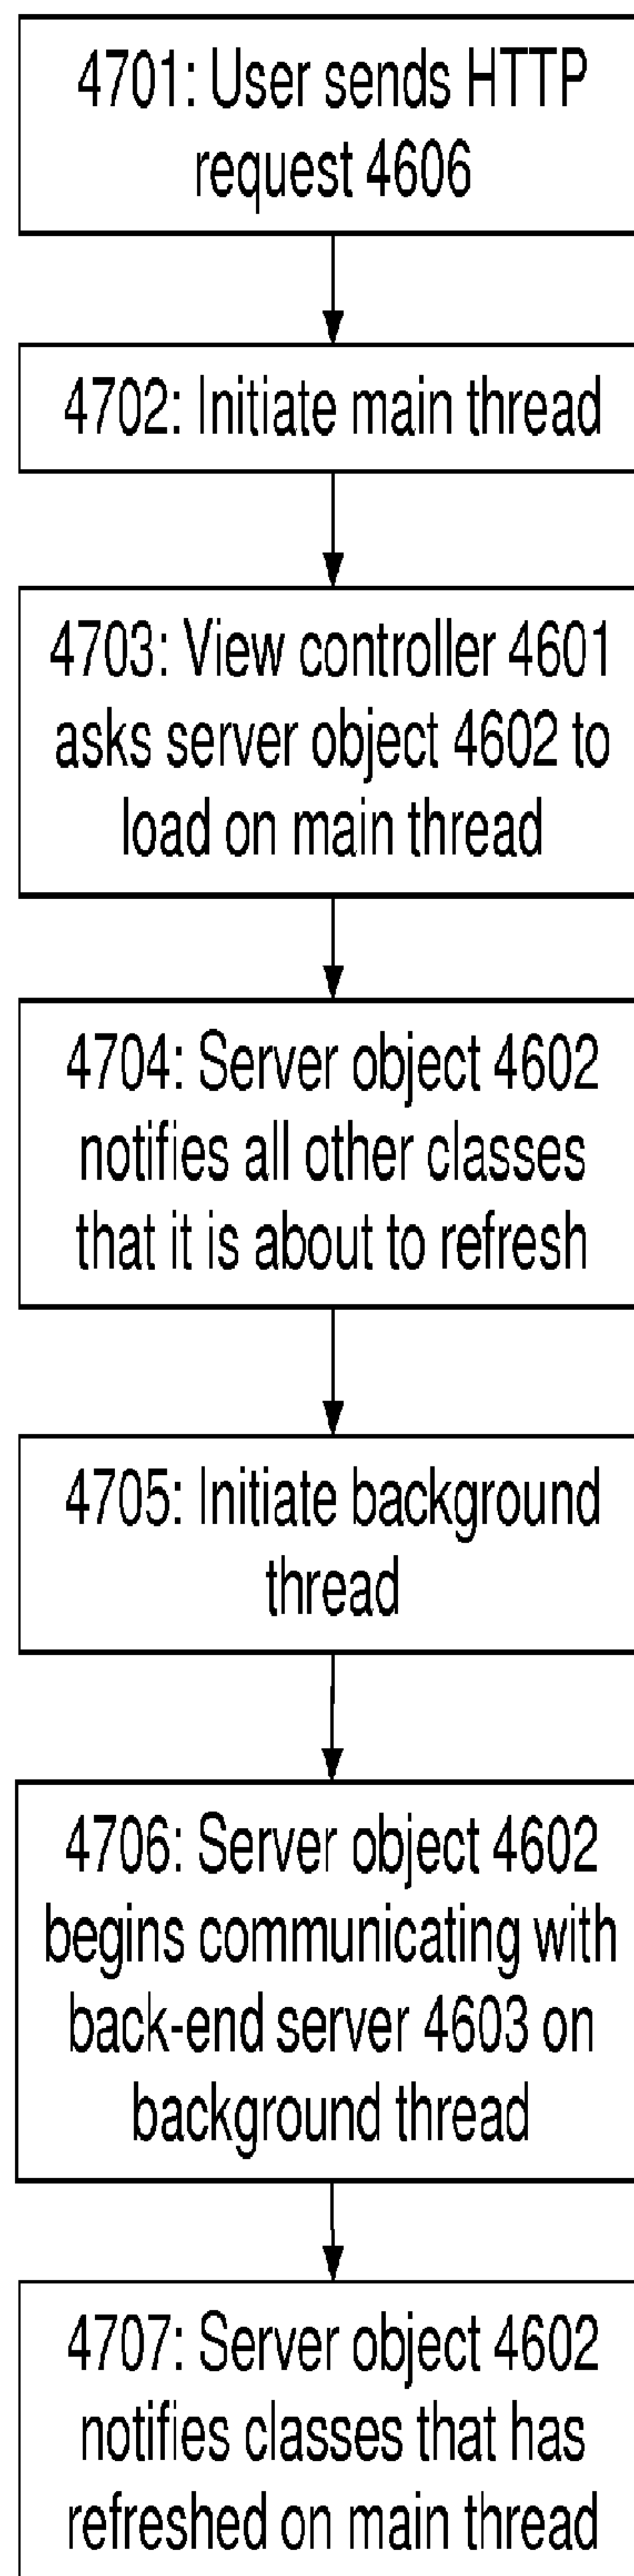 4701: User sends HTTP
request 4606
4702: Initiate main thread
4703: View controller 4601
asks server object 4602 to
load on main thread
4704: Server object 4602
notifies all other classes
that it is about to refresh
4705: Initiate background
thread
4706: Server object 4602
begins communicating with
back-end server 4603 on
background thread
4707: Server object 4602
notifies classes that has
refreshed on main thread